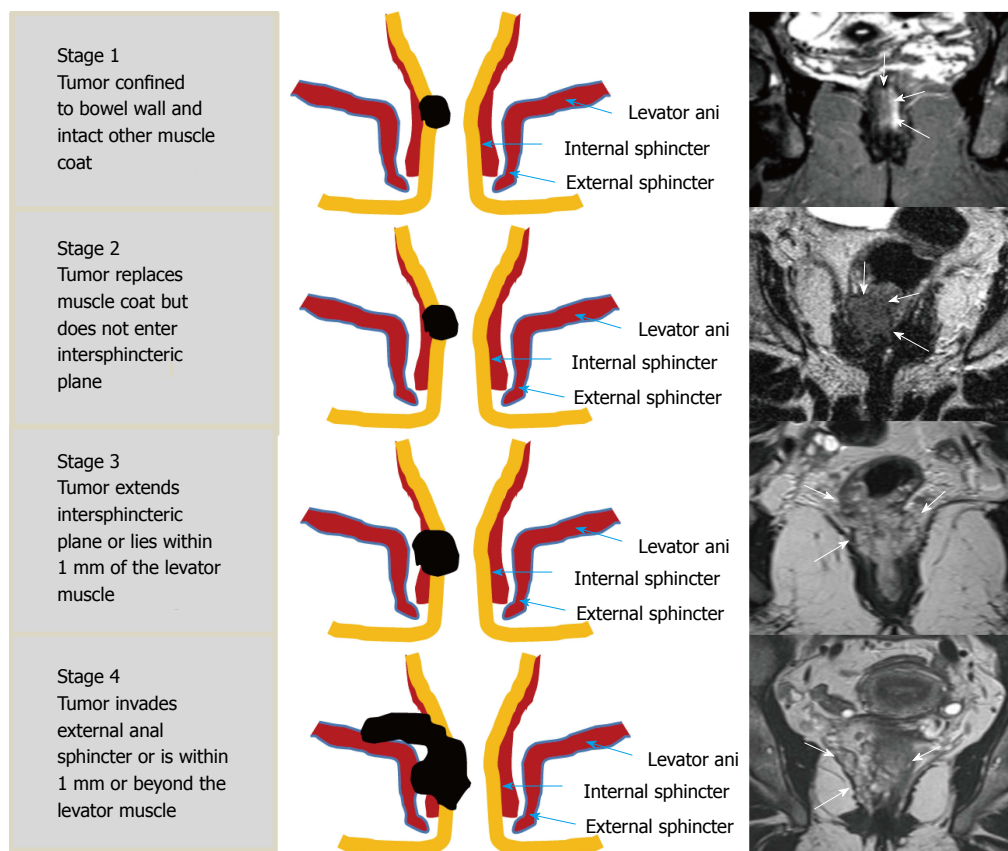 Stage 1
Tumor confined
to bowel wall and
intact other muscle
coat
Levator ani
Internal sphincter
External sphincter
Stage 2
Tumor replaces
muscle coat but
does not enter
intersphincteric
plane
Levator ani
Internal sphincter
External sphincter
Stage 3
Tumor extends
intersphincteric
plane or lies within
1 mm of the levator
muscle
Levator ani
Internal sphincter
External sphincter
Stage 4
Tumor invades
external anal
sphincter or is within
1 mm or beyond the
levator muscle
Levator ani
Internal sphincter
External sphincter